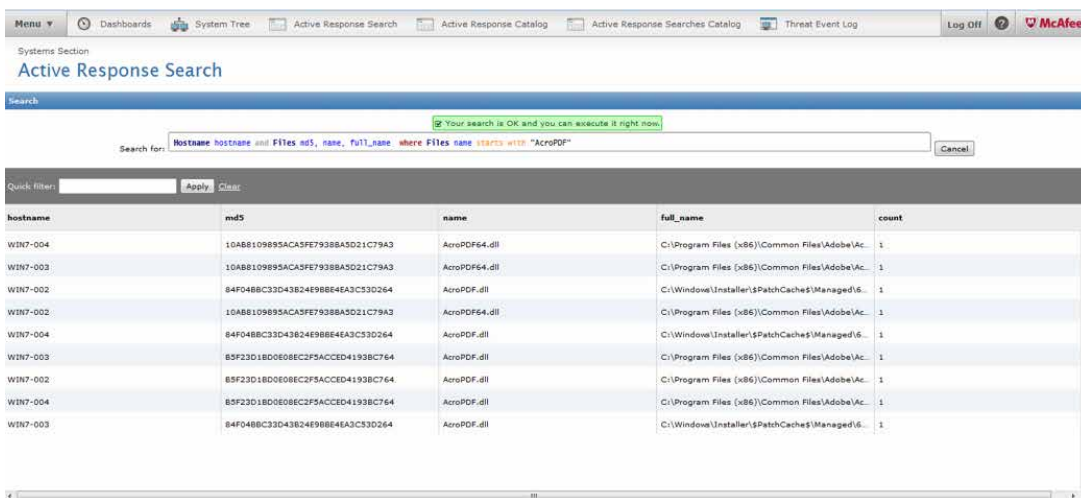 Menu ▼ Dashboards System Tree Active Response Search Active Response Catalog Active Response Searches Catalog Threat Event Log Log Off ? McAfee
Systems Section
Active Response Search
Search
Your search is OK and you can execute it right now.
Search for: Hostname hostname and Files md5, name, full_name where Files name starts with "AcroPDF" Cancel
Quick filter: Apply Clear
hostname md5 name full_name count
WIN7-004 10AB8109895ACA5FE7938BA5D21C79A3 AcroPDF64.dll C:\Program Files (x86)\Common Files\Adobe\Ac... 1
WIN7-003 10AB8109895ACA5FE7938BA5D21C79A3 AcroPDF64.dll C:\Program Files (x86)\Common Files\Adobe\Ac... 1
WIN7-002 84F04BBC33D43B24E9BBE4EA3C53D264 AcroPDF.dll C:\Windows\Installer\$PatchCache$\Managed\6... 1
WIN7-002 10AB8109895ACA5FE7938BA5D21C79A3 AcroPDF64.dll C:\Program Files (x86)\Common Files\Adobe\Ac... 1
WIN7-004 84F04BBC33D43B24E9BBE4EA3C53D264 AcroPDF.dll C:\Windows\Installer\$PatchCache$\Managed\6... 1
WIN7-003 B5F23D1BD0E08EC2F5ACCED4193BC764 AcroPDF.dll C:\Program Files (x86)\Common Files\Adobe\Ac... 1
WIN7-002 B5F23D1BD0E08EC2F5ACCED4193BC764 AcroPDF.dll C:\Program Files (x86)\Common Files\Adobe\Ac... 1
WIN7-004 B5F23D1BD0E08EC2F5ACCED4193BC764 AcroPDF.dll C:\Program Files (x86)\Common Files\Adobe\Ac... 1
WIN7-003 84F04BBC33D43B24E9BBE4EA3C53D264 AcroPDF.dll C:\Windows\Installer\$PatchCache$\Managed\6... 1